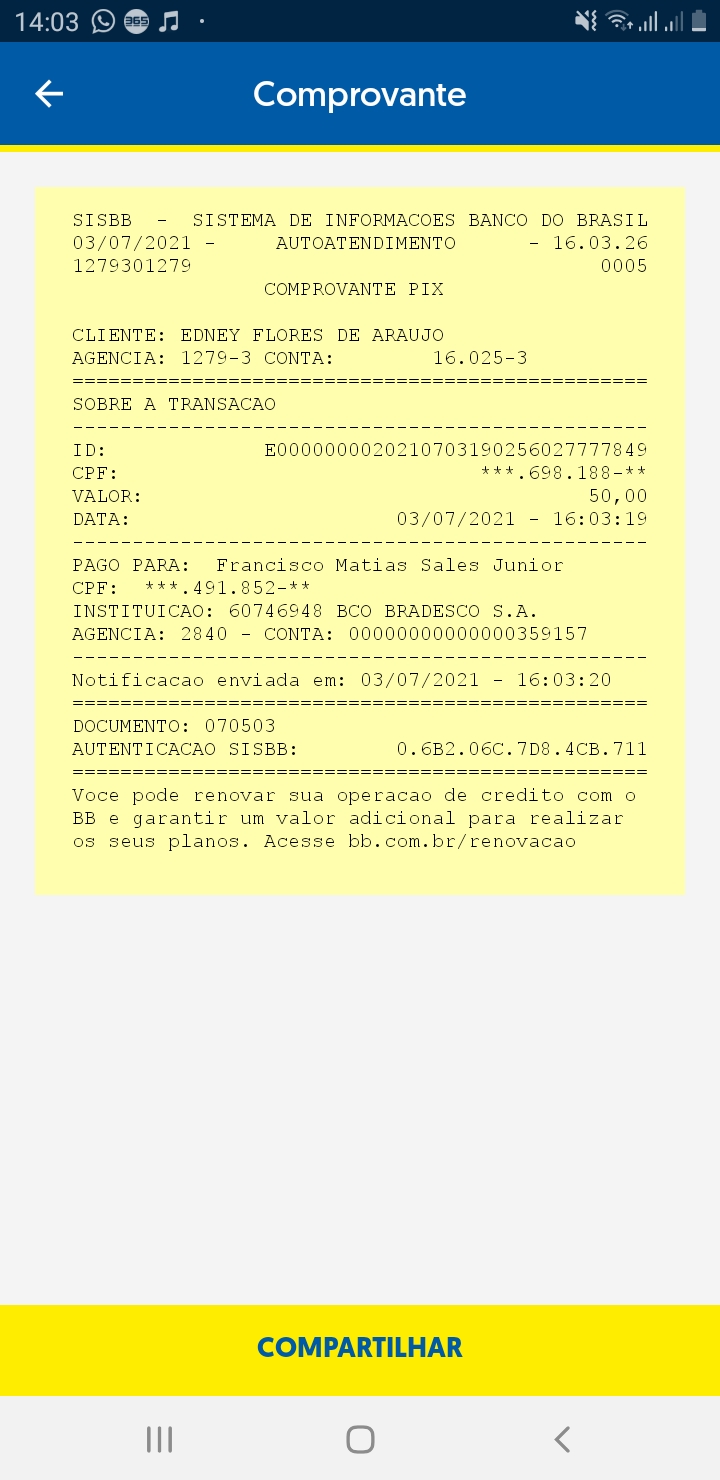 14:03
365
Comprovante
SISBB - SISTEMA DE INFORMACOES BANCO DO BRASIL
03/07/2021 - AUTOATENDIMENTO - 16.03.26
1279301279 0005
COMPROVANTE PIX
CLIENTE: EDNEY FLORES DE ARAUJO
AGENCIA: 1279-3 CONTA: 16.025-3
================================================
SOBRE A TRANSACAO
------------------------------------------------
ID: E0000000020210703190256027777849
CPF: ***.698.188-**
VALOR: 50,00
DATA: 03/07/2021 - 16:03:19
------------------------------------------------
PAGO PARA: Francisco Matias Sales Junior
CPF: ***.491.852-**
INSTITUICAO: 60746948 BCO BRADESCO S.A.
AGENCIA: 2840 - CONTA: 00000000000000359157
------------------------------------------------
Notificacao enviada em: 03/07/2021 - 16:03:20
================================================
DOCUMENTO: 070503
AUTENTICACAO SISBB: 0.6B2.06C.7D8.4CB.711
================================================
Voce pode renovar sua operacao de credito com o
BB e garantir um valor adicional para realizar
os seus planos. Acesse bb.com.br/renovacao
COMPARTILHAR